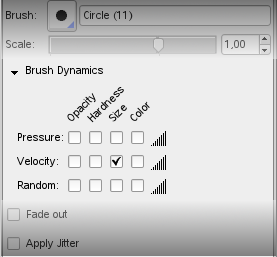 Brush: Circle (11)
Scale: 1,00
Brush Dynamics
Opacity Hardness Size Color
Pressure:
Velocity:
Random:
Fade out
Apply Jitter